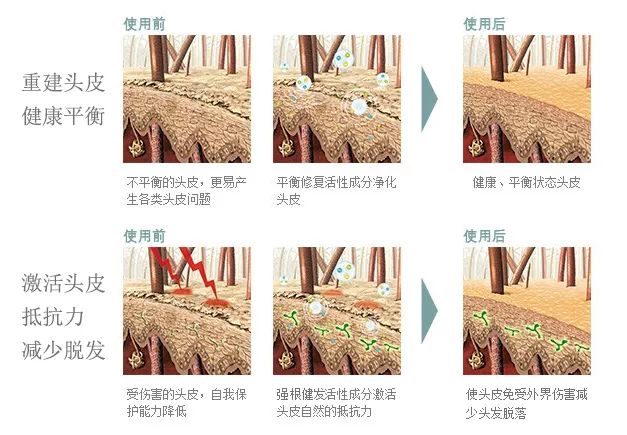 使用前
使用后
重建头皮
健康平衡
不平衡的头皮，更易产
生各类头皮问题
平衡修复活性成分净化
头皮
健康、平衡状态头皮
使用前
使用后
激活头皮
抵抗力
减少脱发
受伤害的头皮，自我保
护能力降低
强根健发活性成分激活
头皮自然的抵抗力
使头皮免受外界伤害减
少头发脱落